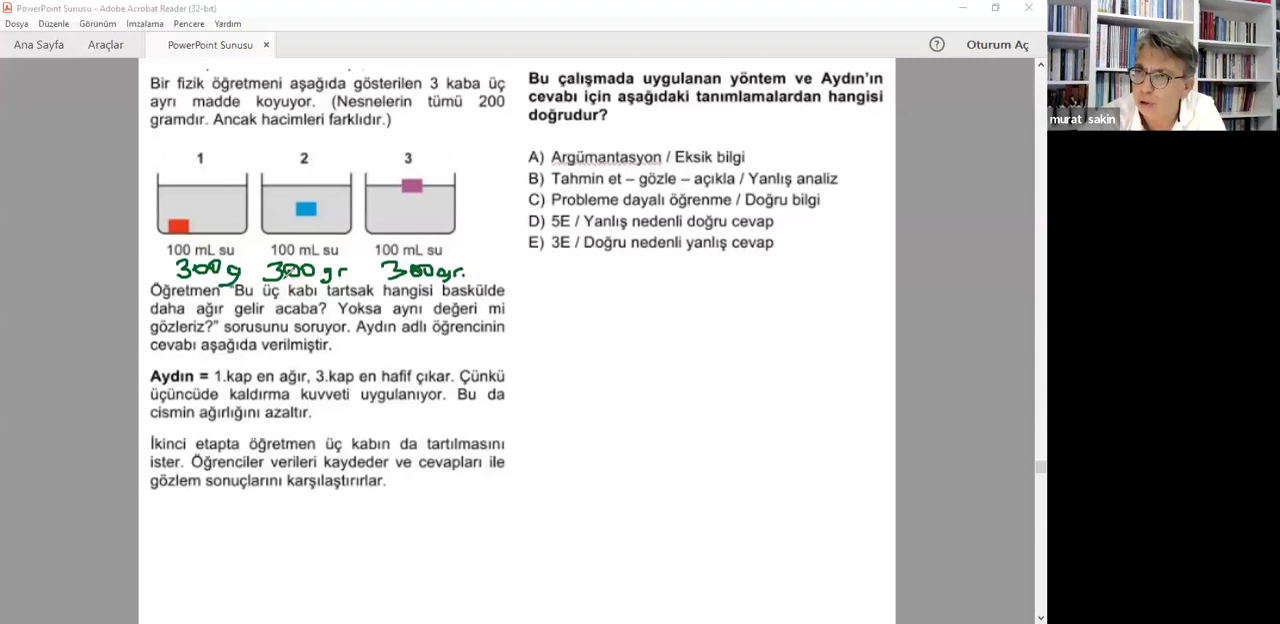 PowerPoint Sunusu - Adobe Acrobat Reader (32-bit)
Dosya Düzenle Görünüm İmzalama Pencere Yardım
Ana Sayfa Araçlar PowerPoint Sunusu × ? Oturum Aç
Bir fizik öğretmeni aşağıda gösterilen 3 kaba üç
ayrı madde koyuyor. (Nesnelerin tümü 200
gramdır. Ancak hacimleri farklıdır.)
1 2 3
100 mL su 100 mL su 100 mL su
300g 300gr 300gr.
Öğretmen "Bu üç kabı tartsak hangisi baskülde
daha ağır gelir acaba? Yoksa aynı değeri mi
gözleriz?" sorusunu soruyor. Aydın adlı öğrencinin
cevabı aşağıda verilmiştir.
Aydın = 1.kap en ağır, 3.kap en hafif çıkar. Çünkü
üçüncüde kaldırma kuvveti uygulanıyor. Bu da
cismin ağırlığını azaltır.
İkinci etapta öğretmen üç kabın da tartılmasını
ister. Öğrenciler verileri kaydeder ve cevapları ile
gözlem sonuçlarını karşılaştırırlar.
Bu çalışmada uygulanan yöntem ve Aydın'ın
cevabı için aşağıdaki tanımlamalardan hangisi
doğrudur?
A) Argümantasyon / Eksik bilgi
B) Tahmin et – gözle – açıkla / Yanlış analiz
C) Probleme dayalı öğrenme / Doğru bilgi
D) 5E / Yanlış nedenli doğru cevap
E) 3E / Doğru nedenli yanlış cevap
murat sakin